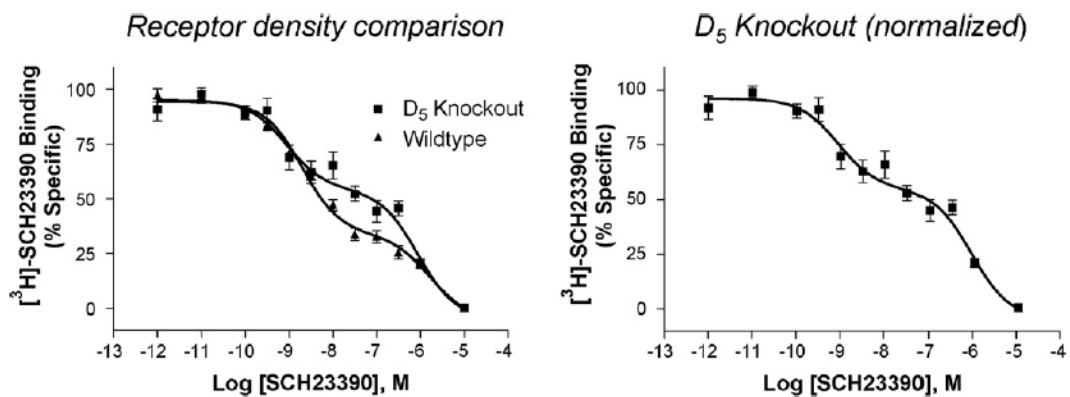 Receptor density comparison
[³H]-SCH23390 Binding
(% Specific)
100
75
50
25
0
■ D₅ Knockout
▲ Wildtype
-13 -12 -11 -10 -9 -8 -7 -6 -5 -4
Log [SCH23390], M
D₅ Knockout (normalized)
[³H]-SCH23390 Binding
(% Specific)
100
75
50
25
0
-13 -12 -11 -10 -9 -8 -7 -6 -5 -4
Log [SCH23390], M